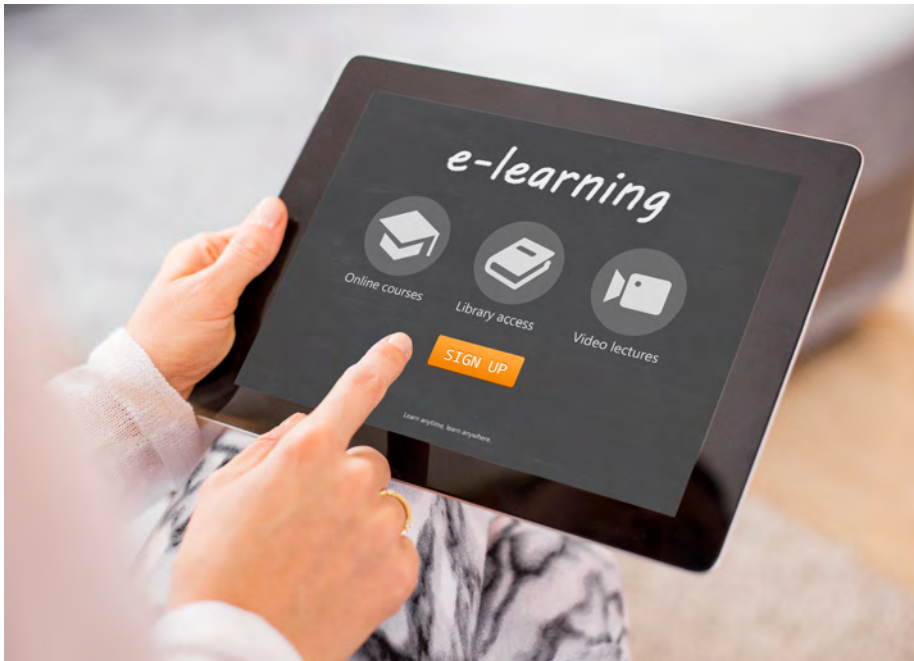 e-learning
Online courses
Library access
Video lectures
SIGN UP
Learn anytime, learn anywhere.